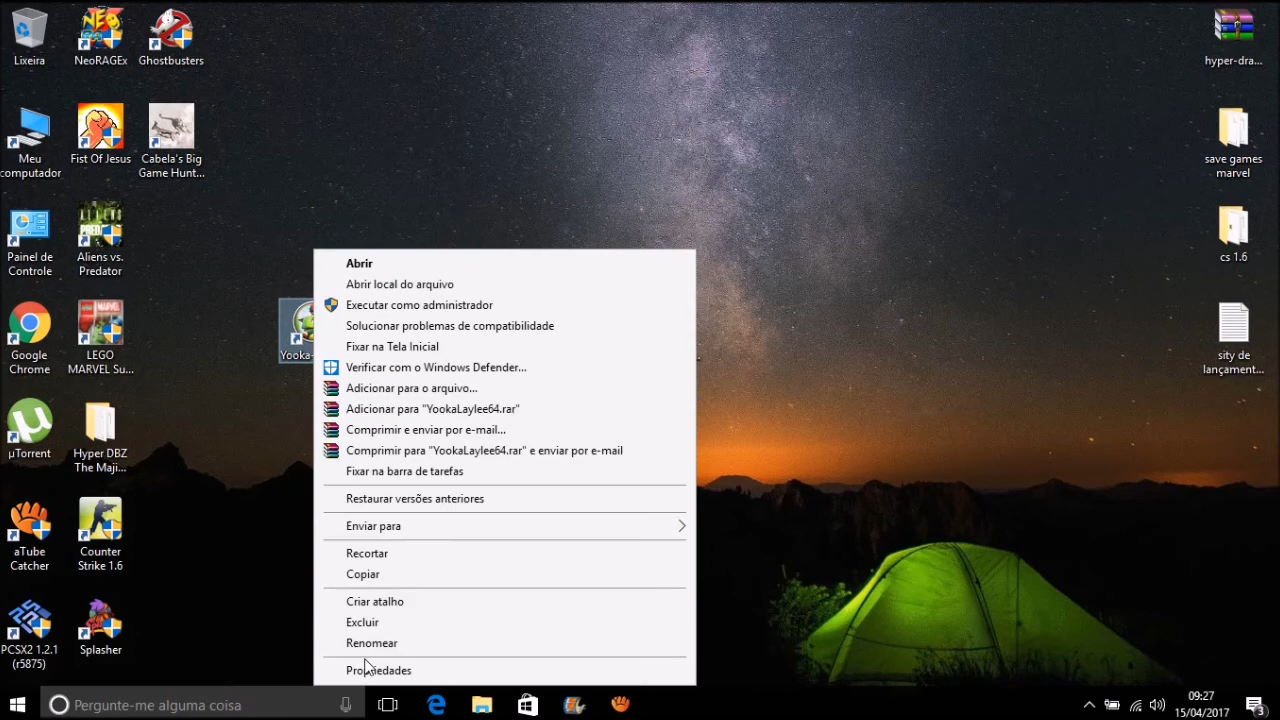 Lixeira
NeoRAGEx
Ghostbusters
Meu
computador
Fist Of Jesus
Cabela's Big
Game Hunt...
Painel de
Controle
Aliens vs.
Predator
Google
Chrome
LEGO
MARVEL Su...
µTorrent
Hyper DBZ
The Maji...
aTube
Catcher
Counter
Strike 1.6
PCSX2 1.2.1
(r5875)
Splasher
Yooka-
Abrir
Abrir local do arquivo
Executar como administrador
Solucionar problemas de compatibilidade
Fixar na Tela Inicial
Verificar com o Windows Defender...
Adicionar para o arquivo...
Adicionar para "YookaLaylee64.rar"
Comprimir e enviar por e-mail...
Comprimir para "YookaLaylee64.rar" e enviar por e-mail
Fixar na barra de tarefas
Restaurar versões anteriores
Enviar para
Recortar
Copiar
Criar atalho
Excluir
Renomear
Propriedades
hyper-dra...
save games
marvel
cs 1.6
sity de
lançament...
Pergunte-me alguma coisa
09:27
15/04/2017
3